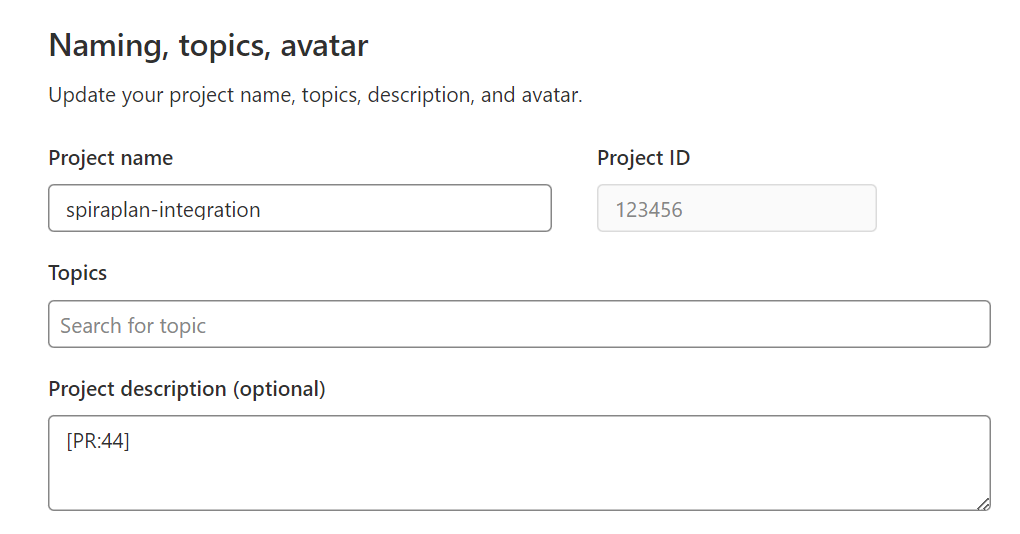 Naming, topics, avatar
Update your project name, topics, description, and avatar.
Project name
Project ID
spiraplan-integration
123456
Topics
Search for topic
Project description (optional)
[PR:44]